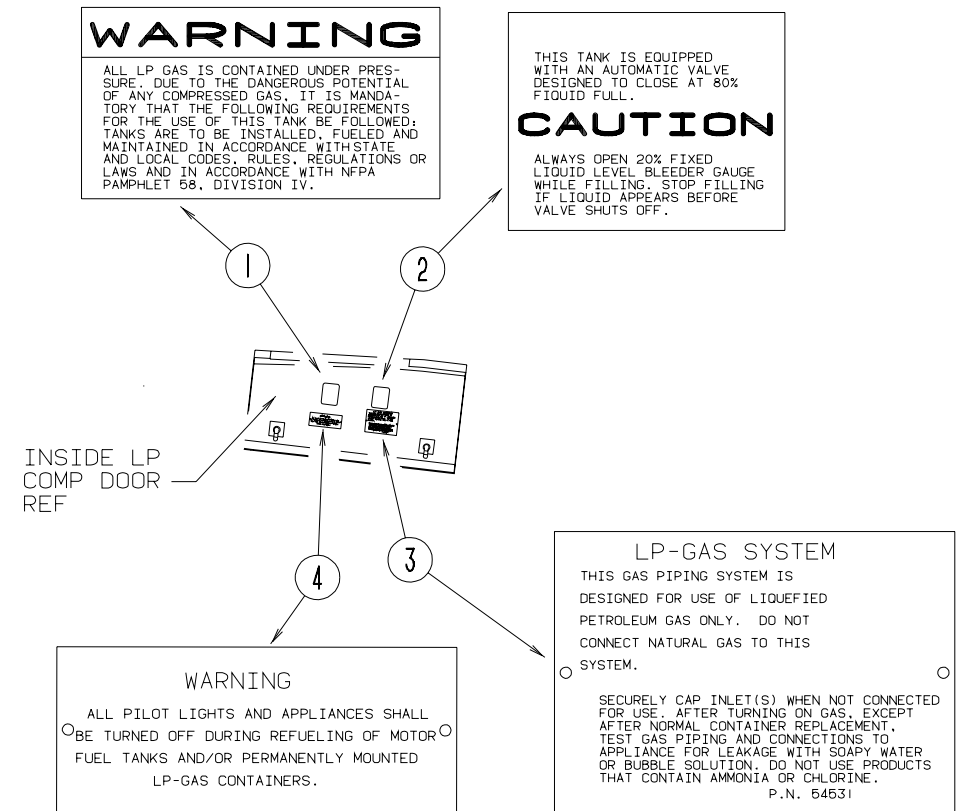 WARNING
ALL LP GAS IS CONTAINED UNDER PRES-
SURE. DUE TO THE DANGEROUS POTENTIAL
OF ANY COMPRESSED GAS, IT IS MANDA-
TORY THAT THE FOLLOWING REQUIREMENTS
FOR THE USE OF THIS TANK BE FOLLOWED:
TANKS ARE TO BE INSTALLED, FUELED AND
MAINTAINED IN ACCORDANCE WITH STATE
AND LOCAL CODES, RULES, REGULATIONS OR
LAWS AND IN ACCORDANCE WITH NFPA
PAMPHLET 58, DIVISION IV.
THIS TANK IS EQUIPPED
WITH AN AUTOMATIC VALVE
DESIGNED TO CLOSE AT 80%
FIQUID FULL.
CAUTION
ALWAYS OPEN 20% FIXED
LIQUID LEVEL BLEEDER GAUGE
WHILE FILLING. STOP FILLING
IF LIQUID APPEARS BEFORE
VALVE SHUTS OFF.
1
2
INSIDE LP
COMP DOOR
REF
4
3
WARNING
ALL PILOT LIGHTS AND APPLIANCES SHALL
BE TURNED OFF DURING REFUELING OF MOTOR
FUEL TANKS AND/OR PERMANENTLY MOUNTED
LP-GAS CONTAINERS.
LP-GAS SYSTEM
THIS GAS PIPING SYSTEM IS
DESIGNED FOR USE OF LIQUEFIED
PETROLEUM GAS ONLY. DO NOT
CONNECT NATURAL GAS TO THIS
SYSTEM.
SECURELY CAP INLET(S) WHEN NOT CONNECTED
FOR USE. AFTER TURNING ON GAS, EXCEPT
AFTER NORMAL CONTAINER REPLACEMENT,
TEST GAS PIPING AND CONNECTIONS TO
APPLIANCE FOR LEAKAGE WITH SOAPY WATER
OR BUBBLE SOLUTION. DO NOT USE PRODUCTS
THAT CONTAIN AMMONIA OR CHLORINE.
P.N. 54531